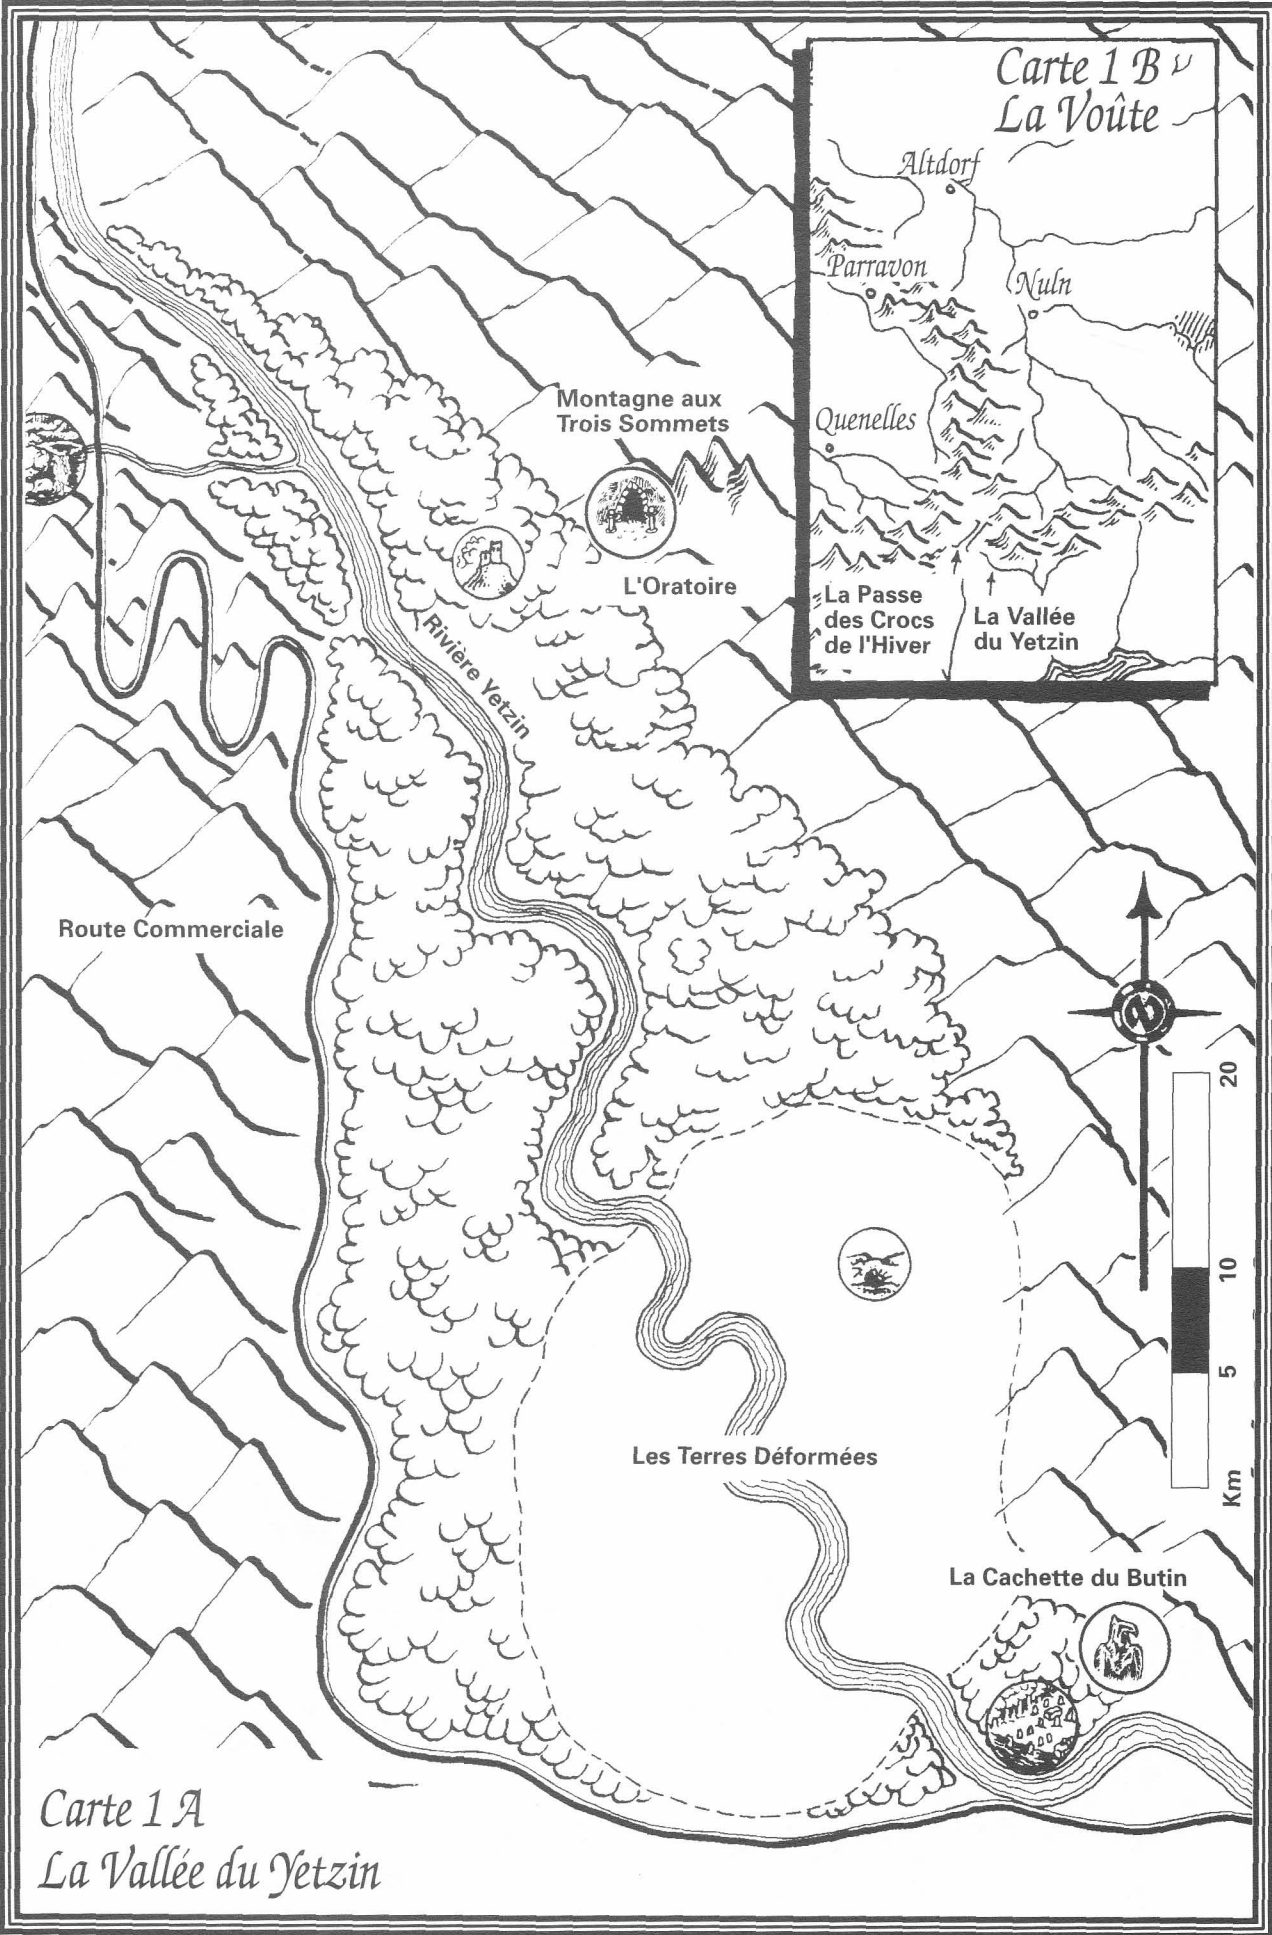 Carte 1 B
La Voûte
Altdorf
Parravon
Nuln
Quenelles
La Passe
des Crocs
de l'Hiver
La Vallée
du Yetzin
Montagne aux
Trois Sommets
L'Oratoire
Rivière Yetzin
Route Commerciale
20
10
5
Km
Les Terres Déformées
La Cachette du Butin
Carte 1 A
La Vallée du Yetzin